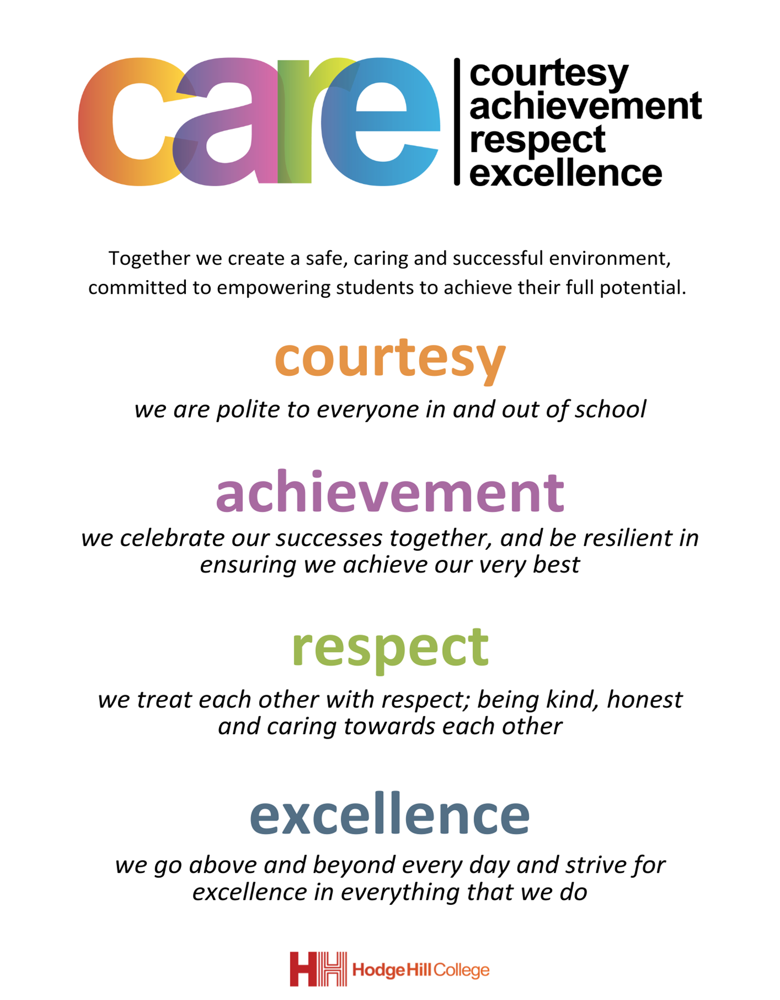 care
courtesy
achievement
respect
excellence
Together we create a safe, caring and successful environment,
committed to empowering students to achieve their full potential.
courtesy
we are polite to everyone in and out of school
achievement
we celebrate our successes together, and be resilient in
ensuring we achieve our very best
respect
we treat each other with respect; being kind, honest
and caring towards each other
excellence
we go above and beyond every day and strive for
excellence in everything that we do
HH Hodge Hill College